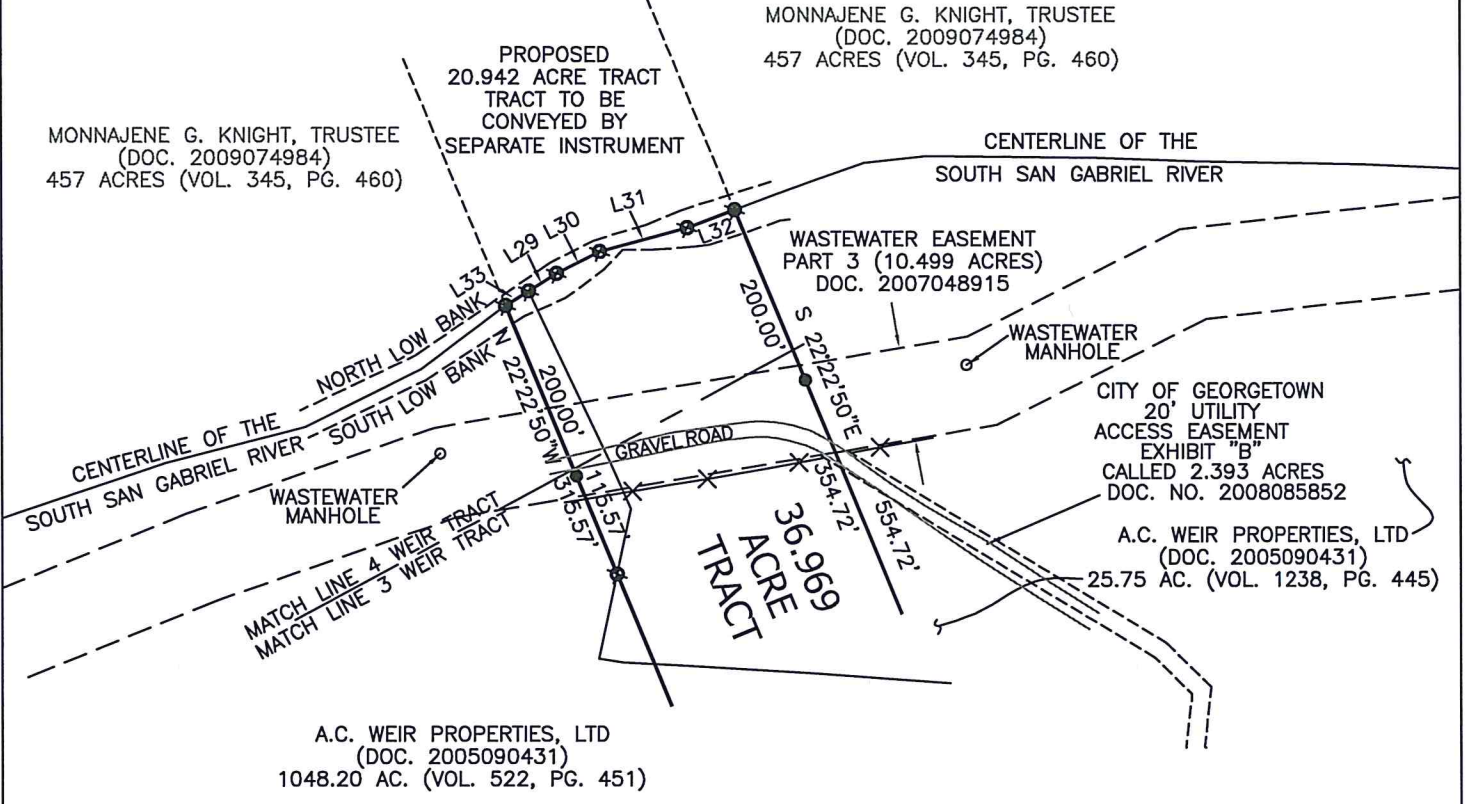 MONNAJENE G. KNIGHT, TRUSTEE
(DOC. 2009074984)
457 ACRES (VOL. 345, PG. 460)
PROPOSED
20.942 ACRE TRACT
TRACT TO BE
CONVEYED BY
SEPARATE INSTRUMENT
MONNAJENE G. KNIGHT, TRUSTEE
(DOC. 2009074984)
457 ACRES (VOL. 345, PG. 460)
CENTERLINE OF THE
SOUTH SAN GABRIEL RIVER
L33
L29
L30
L31
L32
WASTEWATER EASEMENT
PART 3 (10.499 ACRES)
DOC. 2007048915
NORTH LOW BANK
SOUTH LOW BANK
CENTERLINE OF THE
SOUTH SAN GABRIEL RIVER
WASTEWATER
MANHOLE
WASTEWATER
MANHOLE
N 22°22'50"W
200.00'
115.57'
315.57'
GRAVEL ROAD
200.00'
S 22°22'50"E
354.72'
554.72'
CITY OF GEORGETOWN
20' UTILITY
ACCESS EASEMENT
EXHIBIT "B"
CALLED 2.393 ACRES
DOC. NO. 2008085852
MATCH LINE 4 WEIR TRACT
MATCH LINE 3 WEIR TRACT
36.969
ACRE
TRACT
A.C. WEIR PROPERTIES, LTD
(DOC. 2005090431)
25.75 AC. (VOL. 1238, PG. 445)
A.C. WEIR PROPERTIES, LTD
(DOC. 2005090431)
1048.20 AC. (VOL. 522, PG. 451)